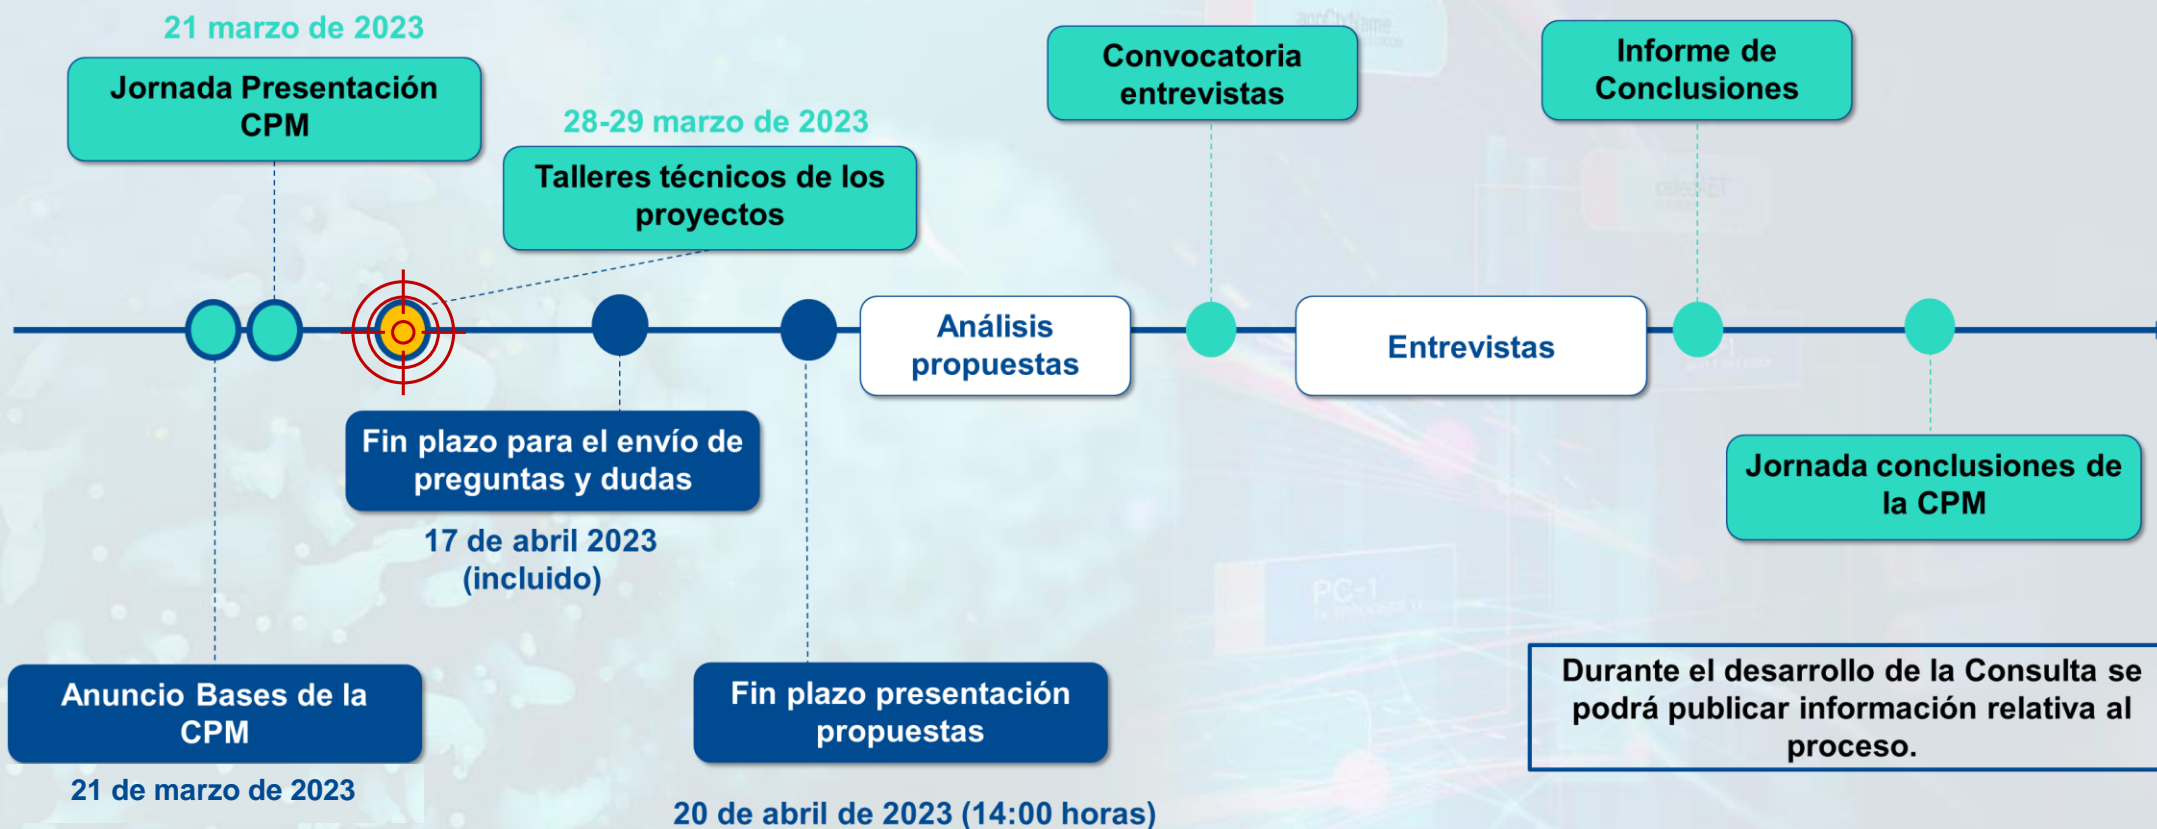 21 marzo de 2023
Jornada Presentación
CPM
28-29 marzo de 2023
Talleres técnicos de los
proyectos
Convocatoria
entrevistas
Informe de
Conclusiones
Análisis
propuestas
Entrevistas
Fin plazo para el envío de
preguntas y dudas
17 de abril 2023
(incluido)
Jornada conclusiones de
la CPM
Anuncio Bases de la
CPM
21 de marzo de 2023
Fin plazo presentación
propuestas
20 de abril de 2023 (14:00 horas)
PC-1
Durante el desarrollo de la Consulta se
podrá publicar información relativa al
proceso.